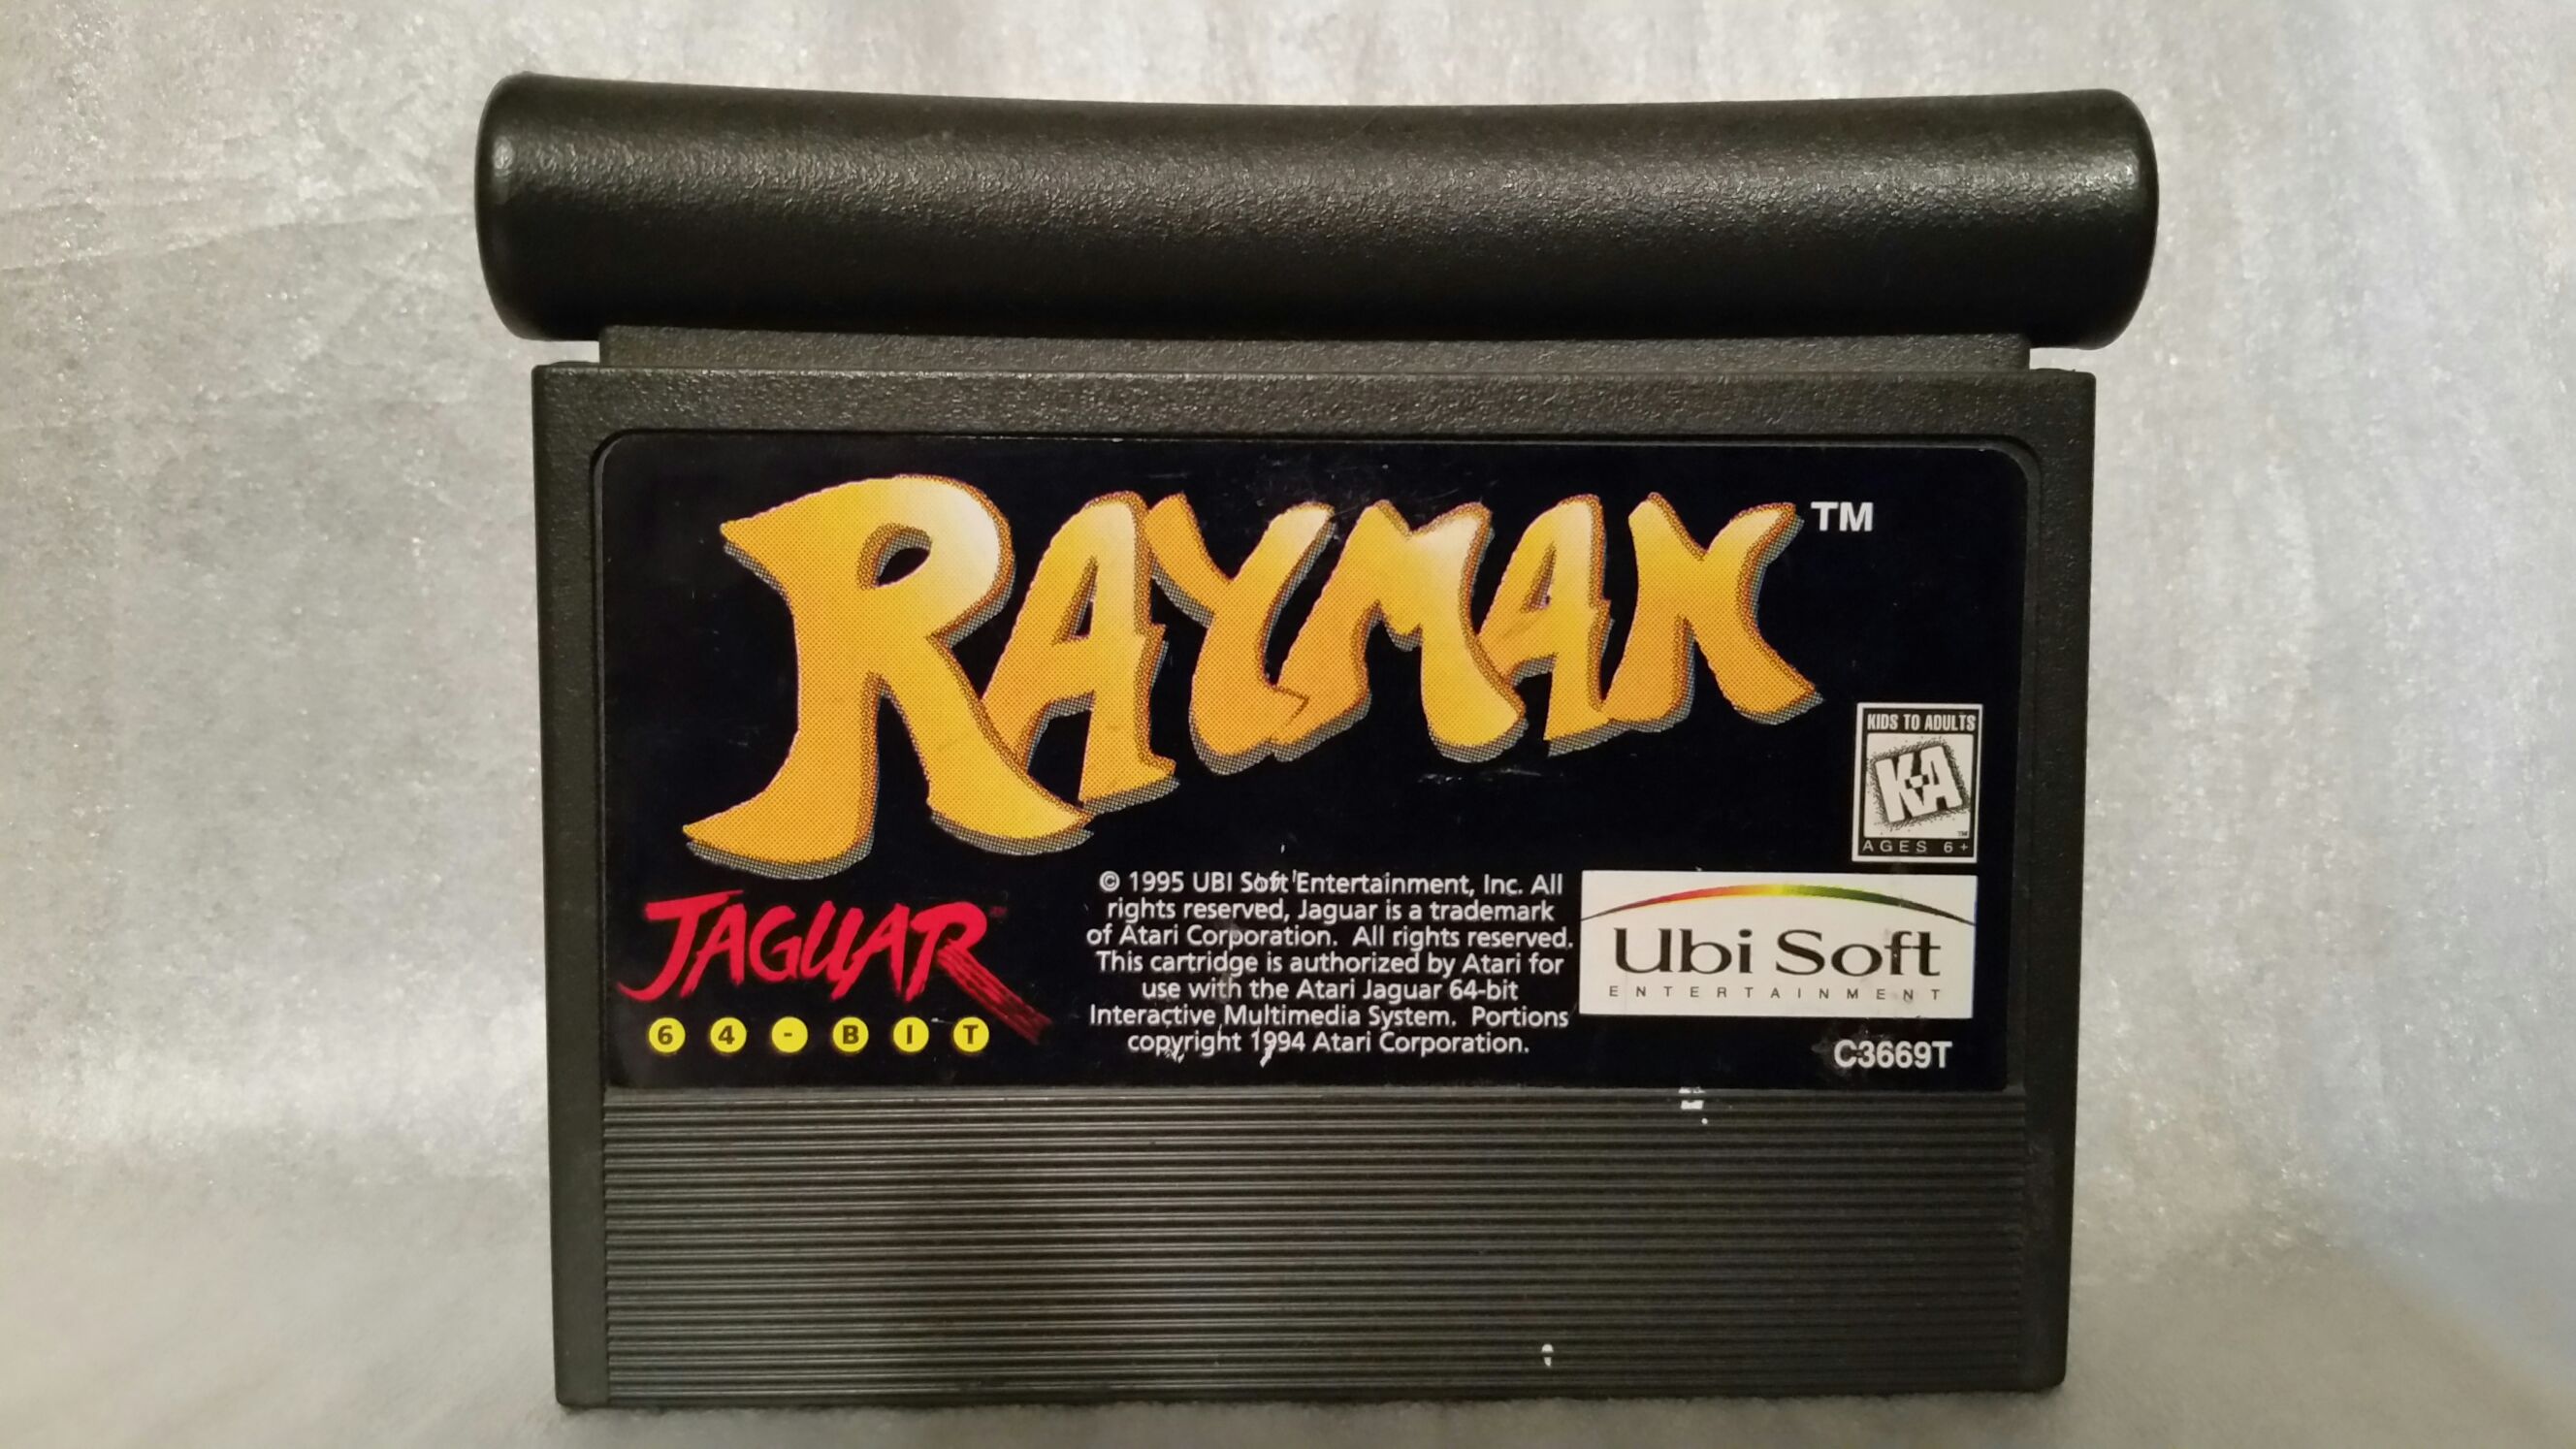 RAYMAN™
KIDS TO ADULTS
KA
TM
AGES 6+
JAGUAR
64-BIT
© 1995 UBI Soft Entertainment, Inc. All
rights reserved, Jaguar is a trademark
of Atari Corporation. All rights reserved.
This cartridge is authorized by Atari for
use with the Atari Jaguar 64-bit
Interactive Multimedia System. Portions
copyright 1994 Atari Corporation.
Ubi Soft
ENTERTAINMENT
C3669T